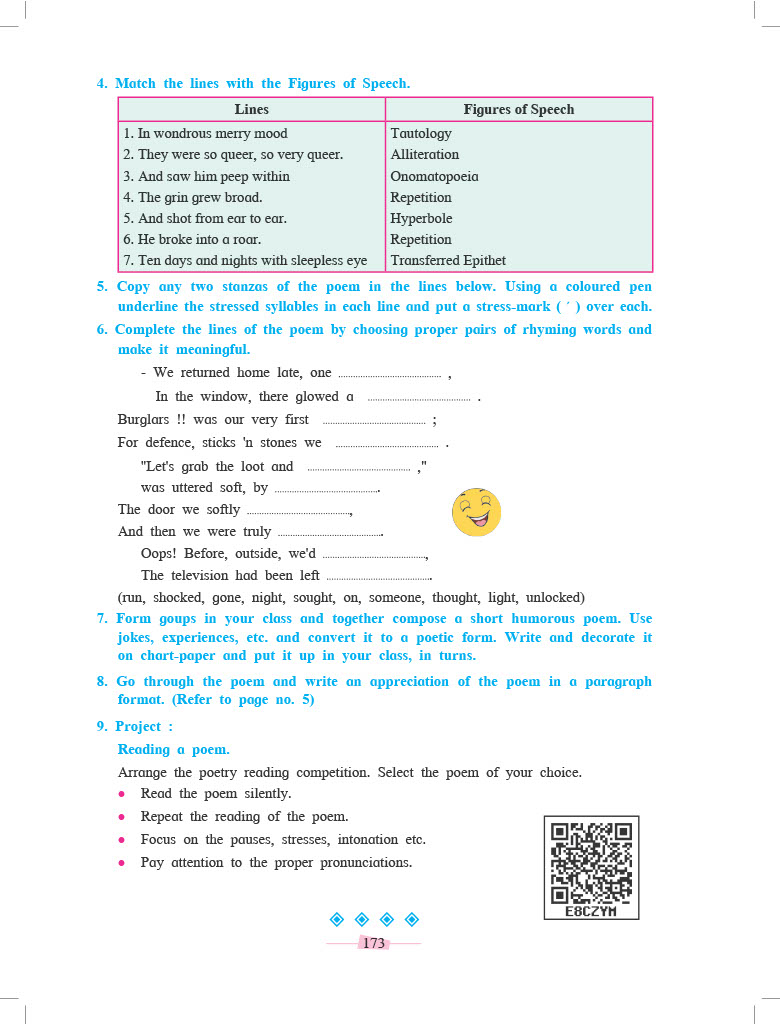 4. Match the lines with the Figures of Speech.
Lines Figures of Speech
1. In wondrous merry mood Tautology
2. They were so queer, so very queer. Alliteration
3. And saw him peep within Onomatopoeia
4. The grin grew broad. Repetition
5. And shot from ear to ear. Hyperbole
6. He broke into a roar. Repetition
7. Ten days and nights with sleepless eye Transferred Epithet
5. Copy any two stanzas of the poem in the lines below. Using a coloured pen
underline the stressed syllables in each line and put a stress-mark ( ´ ) over each.
6. Complete the lines of the poem by choosing proper pairs of rhyming words and
make it meaningful.
- We returned home late, one ........................................ ,
In the window, there glowed a ........................................ .
Burglars !! was our very first ........................................ ;
For defence, sticks 'n stones we ........................................ .
"Let's grab the loot and ........................................ ,"
was uttered soft, by .........................................
The door we softly ........................................,
And then we were truly .........................................
Oops! Before, outside, we'd ........................................,
The television had been left .........................................
(run, shocked, gone, night, sought, on, someone, thought, light, unlocked)
7. Form goups in your class and together compose a short humorous poem. Use
jokes, experiences, etc. and convert it to a poetic form. Write and decorate it
on chart-paper and put it up in your class, in turns.
8. Go through the poem and write an appreciation of the poem in a paragraph
format. (Refer to page no. 5)
9. Project :
Reading a poem.
Arrange the poetry reading competition. Select the poem of your choice.
• Read the poem silently.
• Repeat the reading of the poem.
• Focus on the pauses, stresses, intonation etc.
• Pay attention to the proper pronunciations.
E8CZYM
173